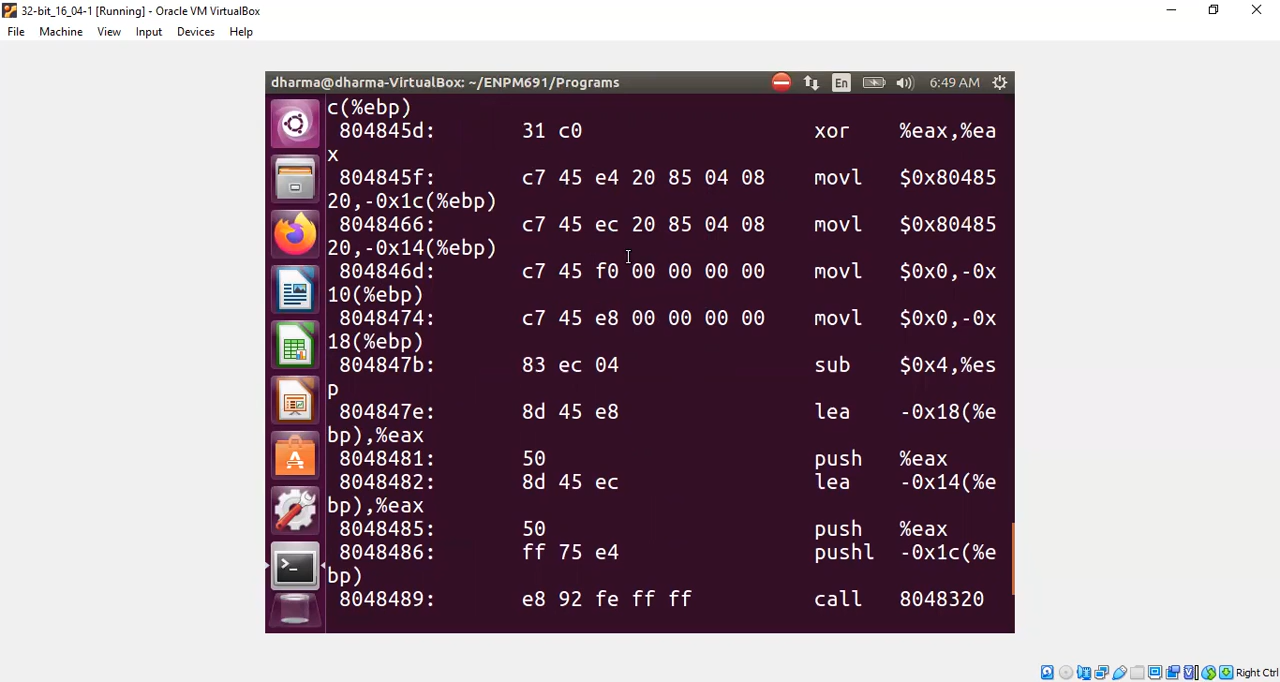 32-bit_16_04-1 [Running] - Oracle VM VirtualBox
File Machine View Input Devices Help
dharma@dharma-VirtualBox: ~/ENPM691/Programs En 6:49 AM
c(%ebp)
804845d: 31 c0 xor %eax,%ea
x
804845f: c7 45 e4 20 85 04 08 movl $0x80485
20,-0x1c(%ebp)
8048466: c7 45 ec 20 85 04 08 movl $0x80485
20,-0x14(%ebp)
804846d: c7 45 f0 00 00 00 00 movl $0x0,-0x
10(%ebp)
8048474: c7 45 e8 00 00 00 00 movl $0x0,-0x
18(%ebp)
804847b: 83 ec 04 sub $0x4,%es
p
804847e: 8d 45 e8 lea -0x18(%e
bp),%eax
8048481: 50 push %eax
8048482: 8d 45 ec lea -0x14(%e
bp),%eax
8048485: 50 push %eax
8048486: ff 75 e4 pushl -0x1c(%e
bp)
8048489: e8 92 fe ff ff call 8048320
Right Ctrl